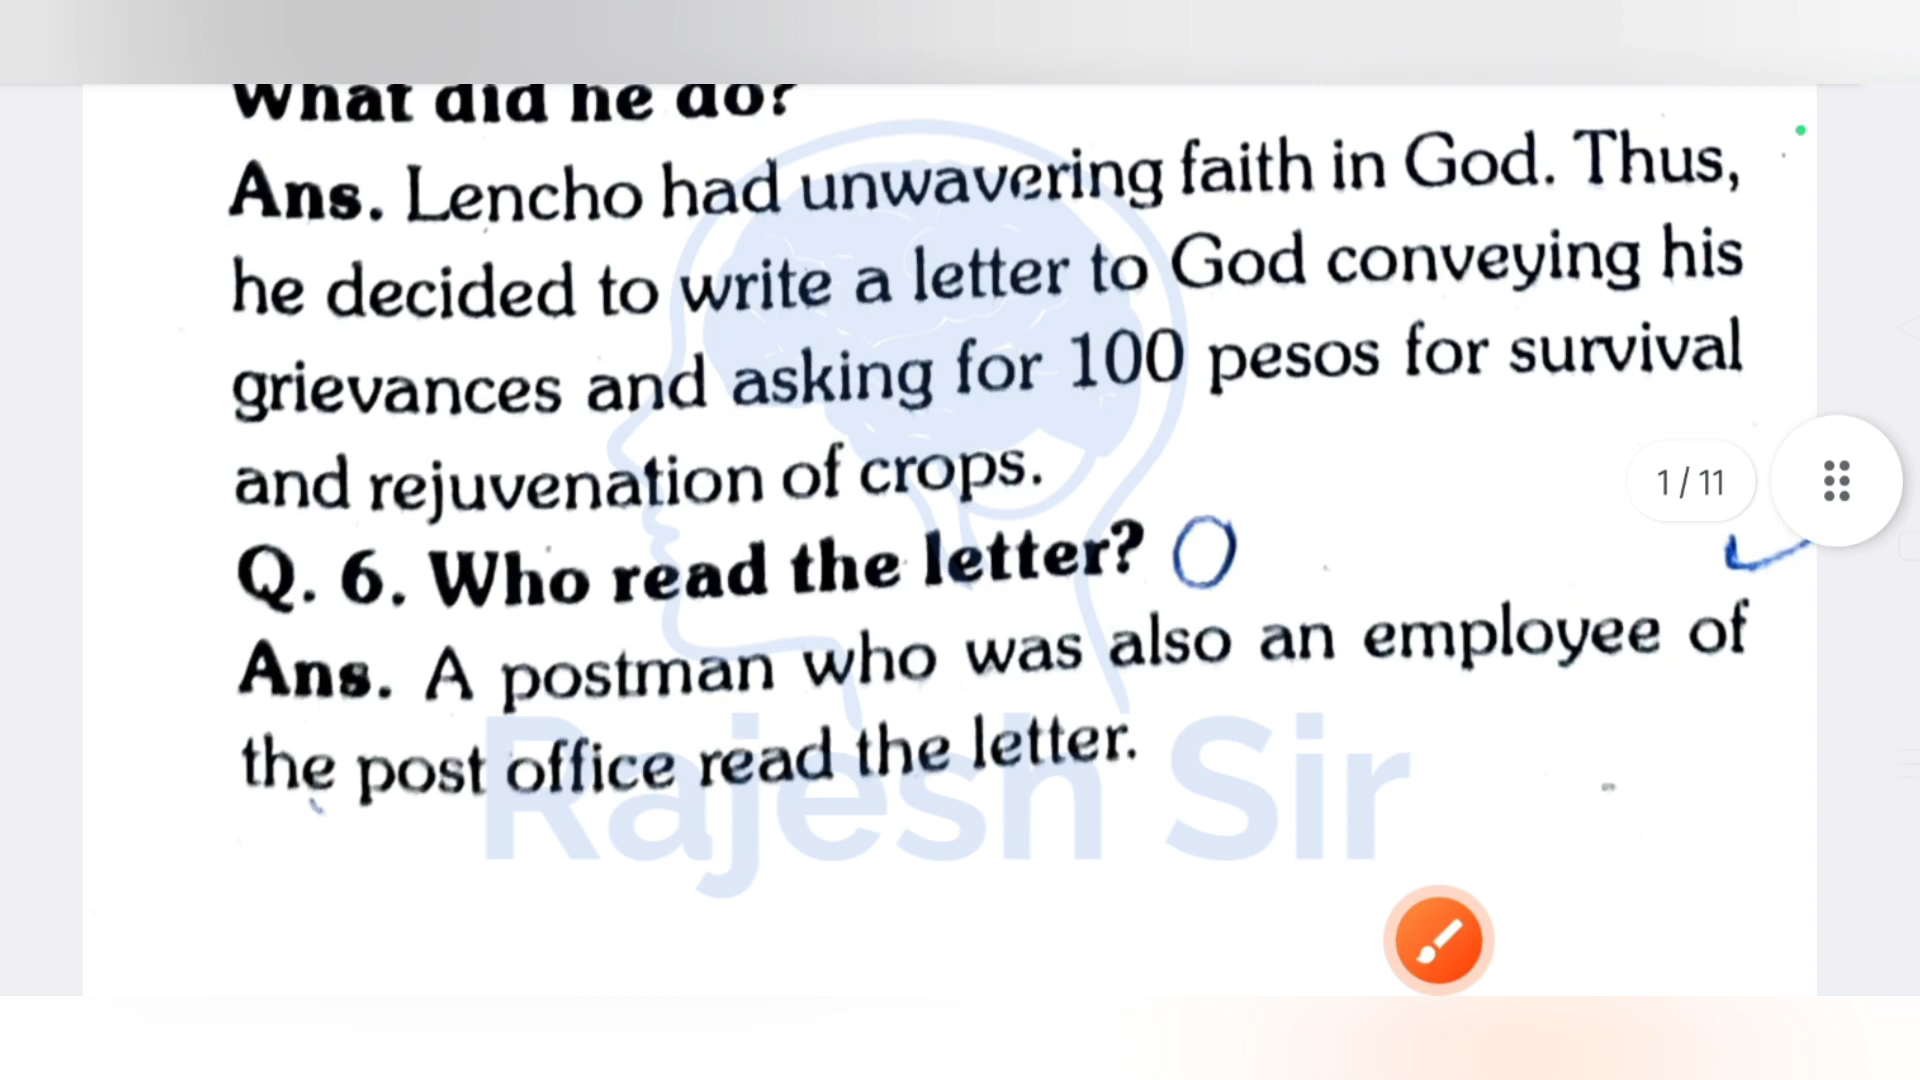 What did he do?
Ans. Lencho had unwavering faith in God. Thus,
he decided to write a letter to God conveying his
grievances and asking for 100 pesos for survival
and rejuvenation of crops.
Q. 6. Who read the letter?
Ans. A postman who was also an employee of
the post office read the letter.
Rajesh Sir
1 / 11